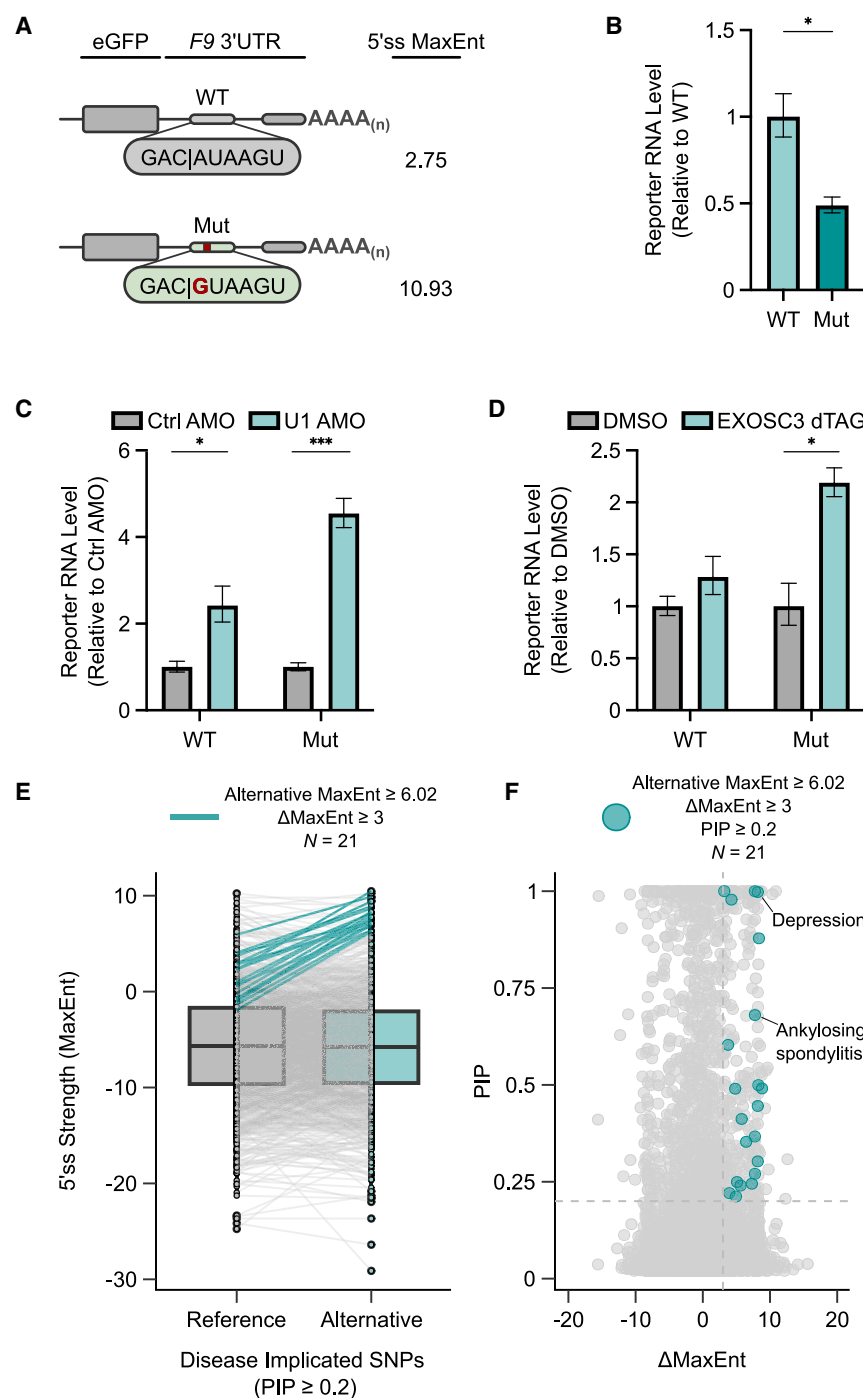 A
eGFP F9 3'UTR 5'ss MaxEnt
WT
AAAA(n)
GAC|AUAAGU
2.75
Mut
AAAA(n)
GAC|GUAAGU
10.93
B
Reporter RNA Level
(Relative to WT)
1.5
1
0.5
0
*
WT Mut
C
Ctrl AMO U1 AMO
Reporter RNA Level
(Relative to Ctrl AMO)
6
4
2
0
* ***
WT Mut
D
DMSO EXOSC3 dTAG
Reporter RNA Level
(Relative to DMSO)
2.5
2
1.5
1
0.5
0
*
WT Mut
E
Alternative MaxEnt ≥ 6.02
ΔMaxEnt ≥ 3
N = 21
5'ss Strength (MaxEnt)
10
0
-10
-20
-30
Reference Alternative
Disease Implicated SNPs
(PIP ≥ 0.2)
F
Alternative MaxEnt ≥ 6.02
ΔMaxEnt ≥ 3
PIP ≥ 0.2
N = 21
PIP
1
0.75
0.5
0.25
0
Depression
Ankylosing
spondylitis
-20 -10 0 10 20
ΔMaxEnt